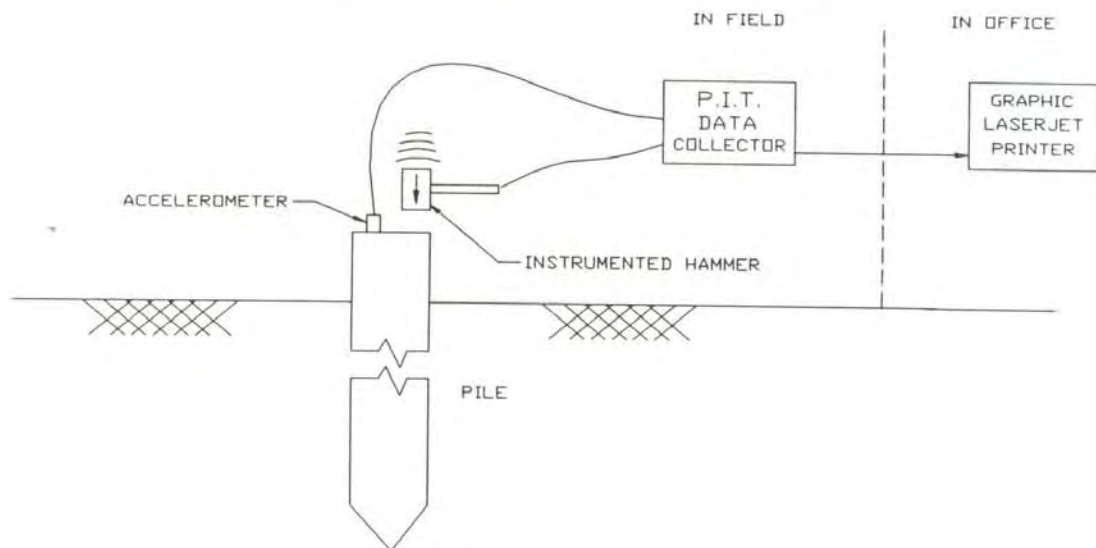 IN FIELD
IN OFFICE
P.I.T.
DATA
COLLECTOR
GRAPHIC
LASERJET
PRINTER
ACCELEROMETER
INSTRUMENTED HAMMER
PILE